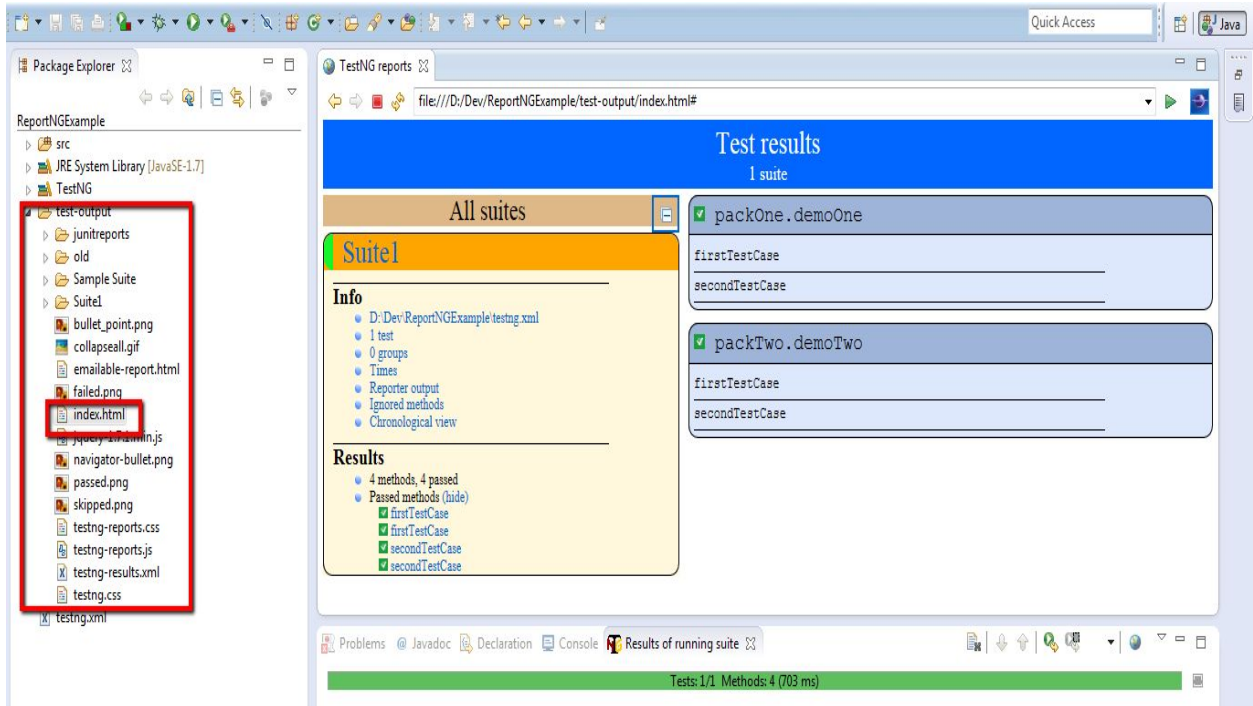 Quick Access
Java
Package Explorer
ReportNGExample
src
JRE System Library [JavaSE-1.7]
TestNG
test-output
junitreports
old
Sample Suite
Suite1
bullet_point.png
collapseall.gif
emailable-report.html
failed.png
index.html
jquery-1.7.1.min.js
navigator-bullet.png
passed.png
skipped.png
testng-reports.css
testng-reports.js
testng-results.xml
testng.css
testng.xml
TestNG reports
file:///D:/Dev/ReportNGExample/test-output/index.html#
Test results
1 suite
All suites
Suite1
Info
D:\Dev\ReportNGExample\testng.xml
1 test
0 groups
Times
Reporter output
Ignored methods
Chronological view
Results
4 methods, 4 passed
Passed methods (hide)
firstTestCase
firstTestCase
secondTestCase
secondTestCase
packOne.demoOne
firstTestCase
secondTestCase
packTwo.demoTwo
firstTestCase
secondTestCase
Problems @ Javadoc Declaration Console Results of running suite
Tests: 1/1 Methods: 4 (703 ms)